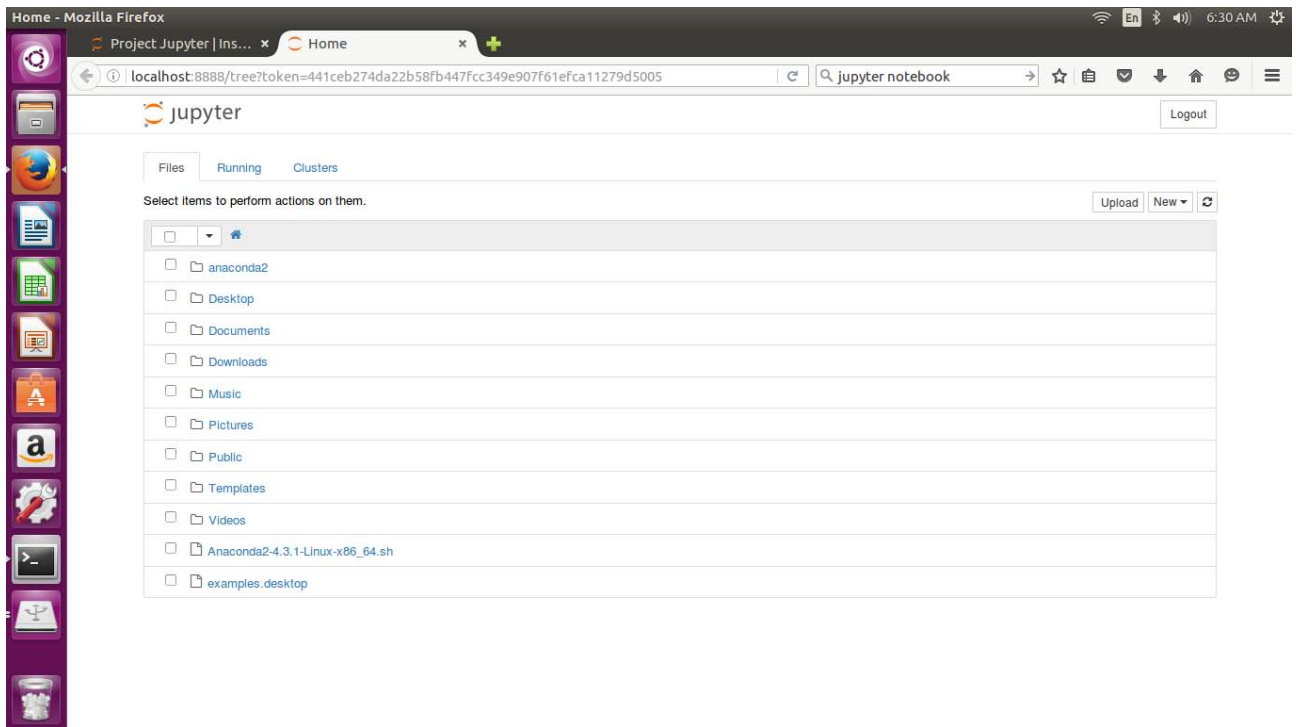 Home - Mozilla Firefox
En
6:30 AM
Project Jupyter | Ins...
Home
localhost:8888/tree?token=441ceb274da22b58fb447fcc349e907f61efca11279d5005
jupyter notebook
jupyter
Logout
Files
Running
Clusters
Select items to perform actions on them.
Upload
New
anaconda2
Desktop
Documents
Downloads
Music
Pictures
Public
Templates
Videos
Anaconda2-4.3.1-Linux-x86_64.sh
examples.desktop
A
a
>_